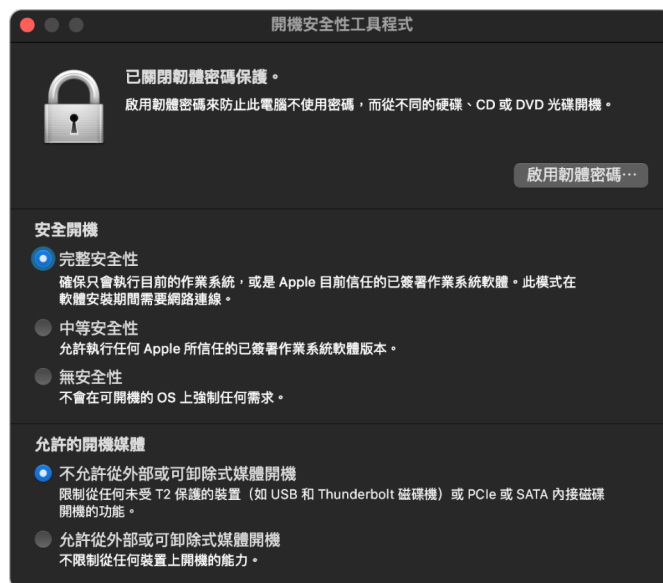 開機安全性工具程式
已關閉韌體密碼保護。
啟用韌體密碼來防止此電腦不使用密碼，而從不同的硬碟、CD 或 DVD 光碟開機。
啟用韌體密碼⋯
安全開機
完整安全性
確保只會執行目前的作業系統，或是 Apple 目前信任的已簽署作業系統軟體。此模式在
軟體安裝期間需要網路連線。
中等安全性
允許執行任何 Apple 所信任的已簽署作業系統軟體版本。
無安全性
不會在可開機的 OS 上強制任何需求。
允許的開機媒體
不允許從外部或可卸除式媒體開機
限制從任何未受 T2 保護的裝置（如 USB 和 Thunderbolt 磁碟機）或 PCIe 或 SATA 內接磁碟
開機的功能。
允許從外部或可卸除式媒體開機
不限制從任何裝置上開機的能力。